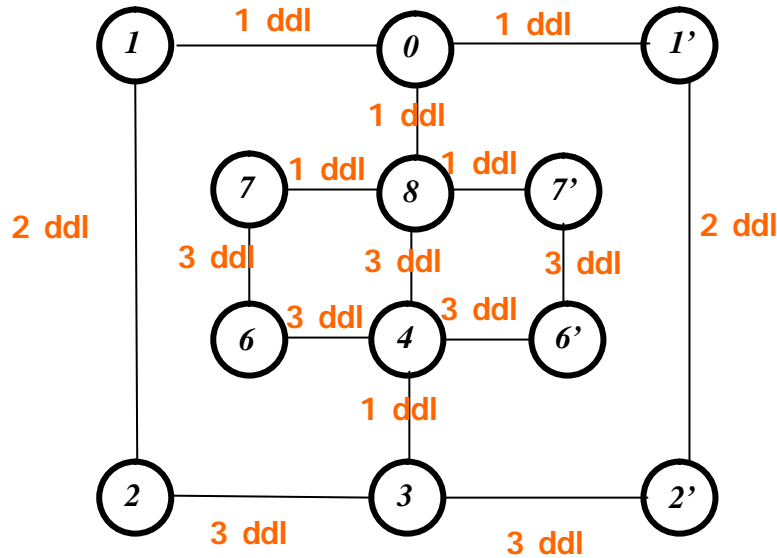 1 ddl 1 ddl
1 0 1’
1 ddl
1 ddl 1 ddl
7 8 7’
2 ddl 2 ddl
3 ddl 3 ddl 3 ddl
3 ddl 3 ddl
6 4 6’
1 ddl
2 3 2’
3 ddl 3 ddl